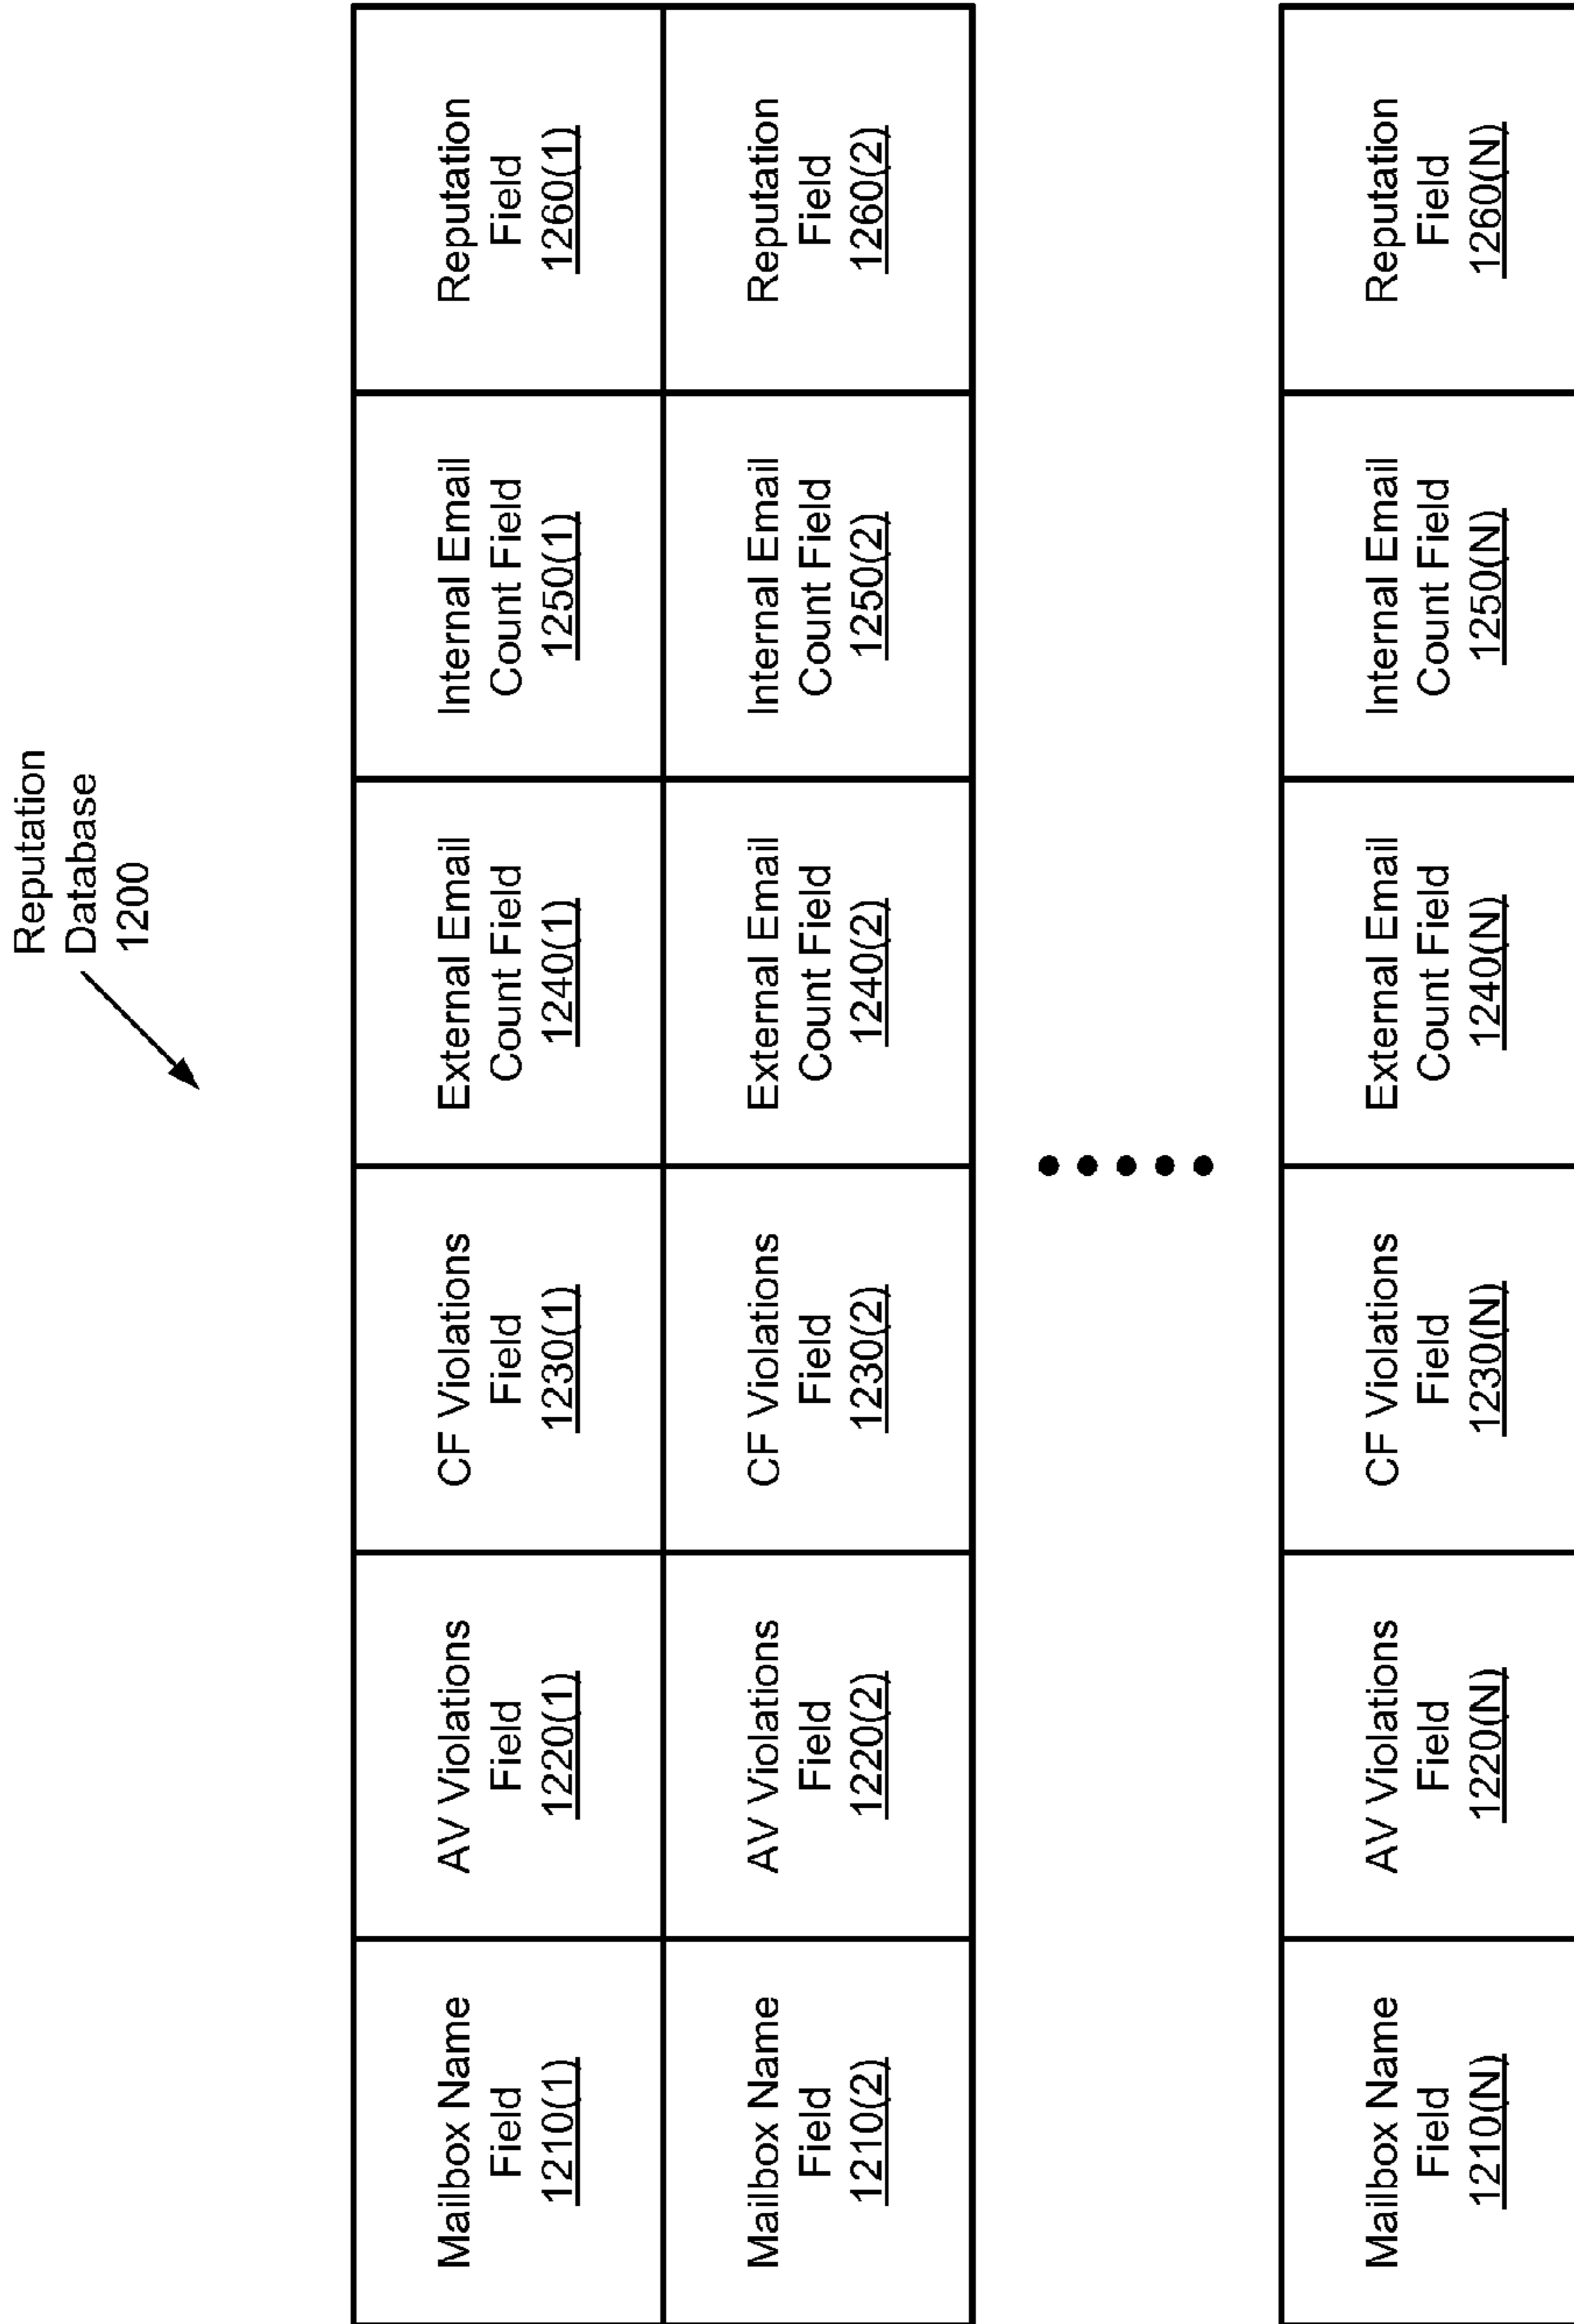 Reputation
Database
1200
Mailbox Name
Field
1210(1)
AV Violations
Field
1220(1)
CF Violations
Field
1230(1)
External Email
Count Field
1240(1)
Internal Email
Count Field
1250(1)
Reputation
Field
1260(1)
Mailbox Name
Field
1210(2)
AV Violations
Field
1220(2)
CF Violations
Field
1230(2)
External Email
Count Field
1240(2)
Internal Email
Count Field
1250(2)
Reputation
Field
1260(2)
Mailbox Name
Field
1210(N)
AV Violations
Field
1220(N)
CF Violations
Field
1230(N)
External Email
Count Field
1240(N)
Internal Email
Count Field
1250(N)
Reputation
Field
1260(N)